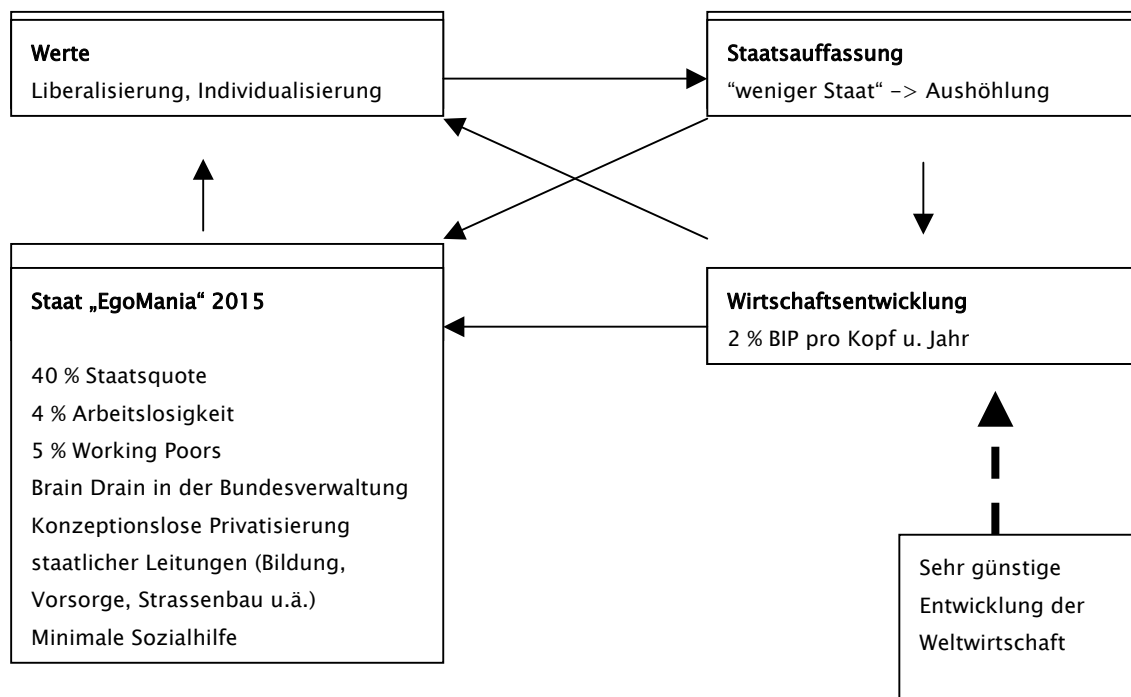 Werte
Liberalisierung, Individualisierung
Staatsauffassung
“weniger Staat“ –> Aushöhlung
Staat „EgoMania“ 2015
40 % Staatsquote
4 % Arbeitslosigkeit
5 % Working Poors
Brain Drain in der Bundesverwaltung
Konzeptionslose Privatisierung
staatlicher Leitungen (Bildung,
Vorsorge, Strassenbau u.ä.)
Minimale Sozialhilfe
Wirtschaftsentwicklung
2 % BIP pro Kopf u. Jahr
Sehr günstige
Entwicklung der
Weltwirtschaft